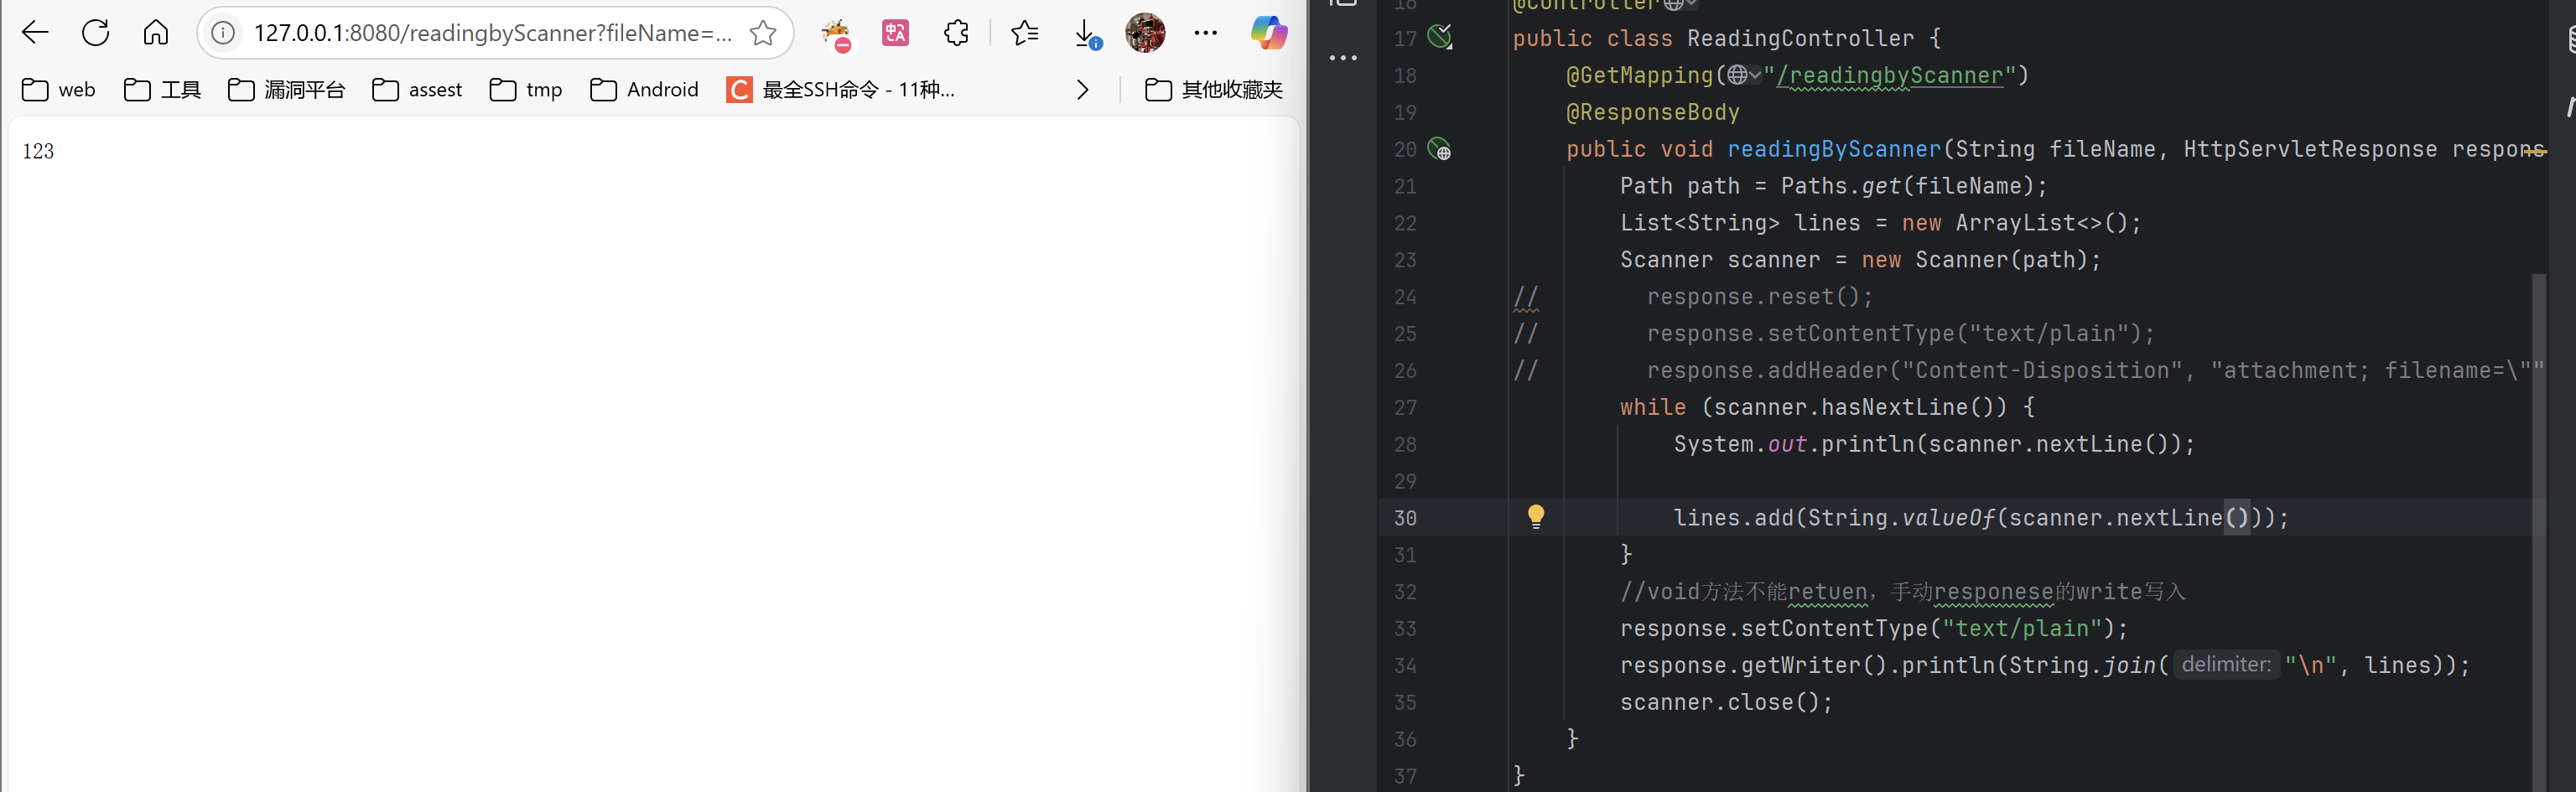 127.0.0.1:8080/readingbyScanner?fileName=...
web 工具 漏洞平台 assest tmp Android 最全SSH命令 - 11种... 其他收藏夹
123
16 @Controller
17 public class ReadingController {
18 @GetMapping("/readingbyScanner")
19 @ResponseBody
20 public void readingByScanner(String fileName, HttpServletResponse respons
21 Path path = Paths.get(fileName);
22 List<String> lines = new ArrayList<>();
23 Scanner scanner = new Scanner(path);
24 // response.reset();
25 // response.setContentType("text/plain");
26 // response.addHeader("Content-Disposition", "attachment; filename=\""
27 while (scanner.hasNextLine()) {
28 System.out.println(scanner.nextLine());
29
30 lines.add(String.valueOf(scanner.nextLine()));
31 }
32 //void方法不能retuen，手动responese的write写入
33 response.setContentType("text/plain");
34 response.getWriter().println(String.join( delimiter: "\n", lines));
35 scanner.close();
36 }
37 }